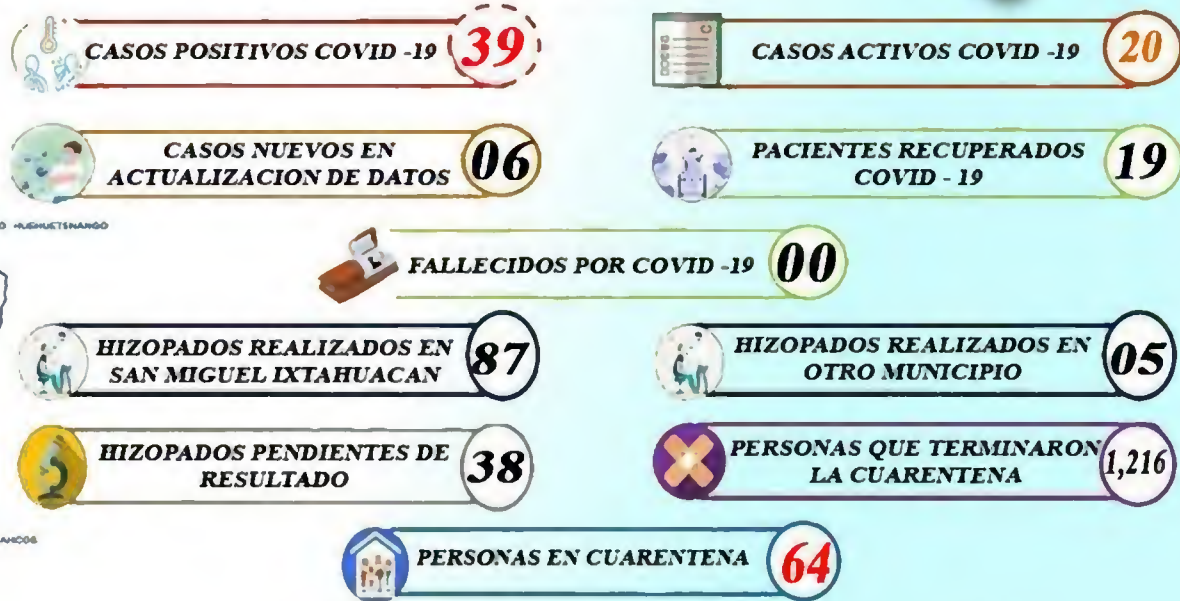 CASOS POSITIVOS COVID -19 39
CASOS ACTIVOS COVID -19 20
CASOS NUEVOS EN
ACTUALIZACION DE DATOS 06
PACIENTES RECUPERADOS
COVID - 19 19
HUEHUETENANGO
FALLECIDOS POR COVID -19 00
HIZOPADOS REALIZADOS EN
SAN MIGUEL IXTAHUACAN 87
HIZOPADOS REALIZADOS EN
OTRO MUNICIPIO 05
HIZOPADOS PENDIENTES DE
RESULTADO 38
PERSONAS QUE TERMINARON
LA CUARENTENA 1,216
PERSONAS EN CUARENTENA 64